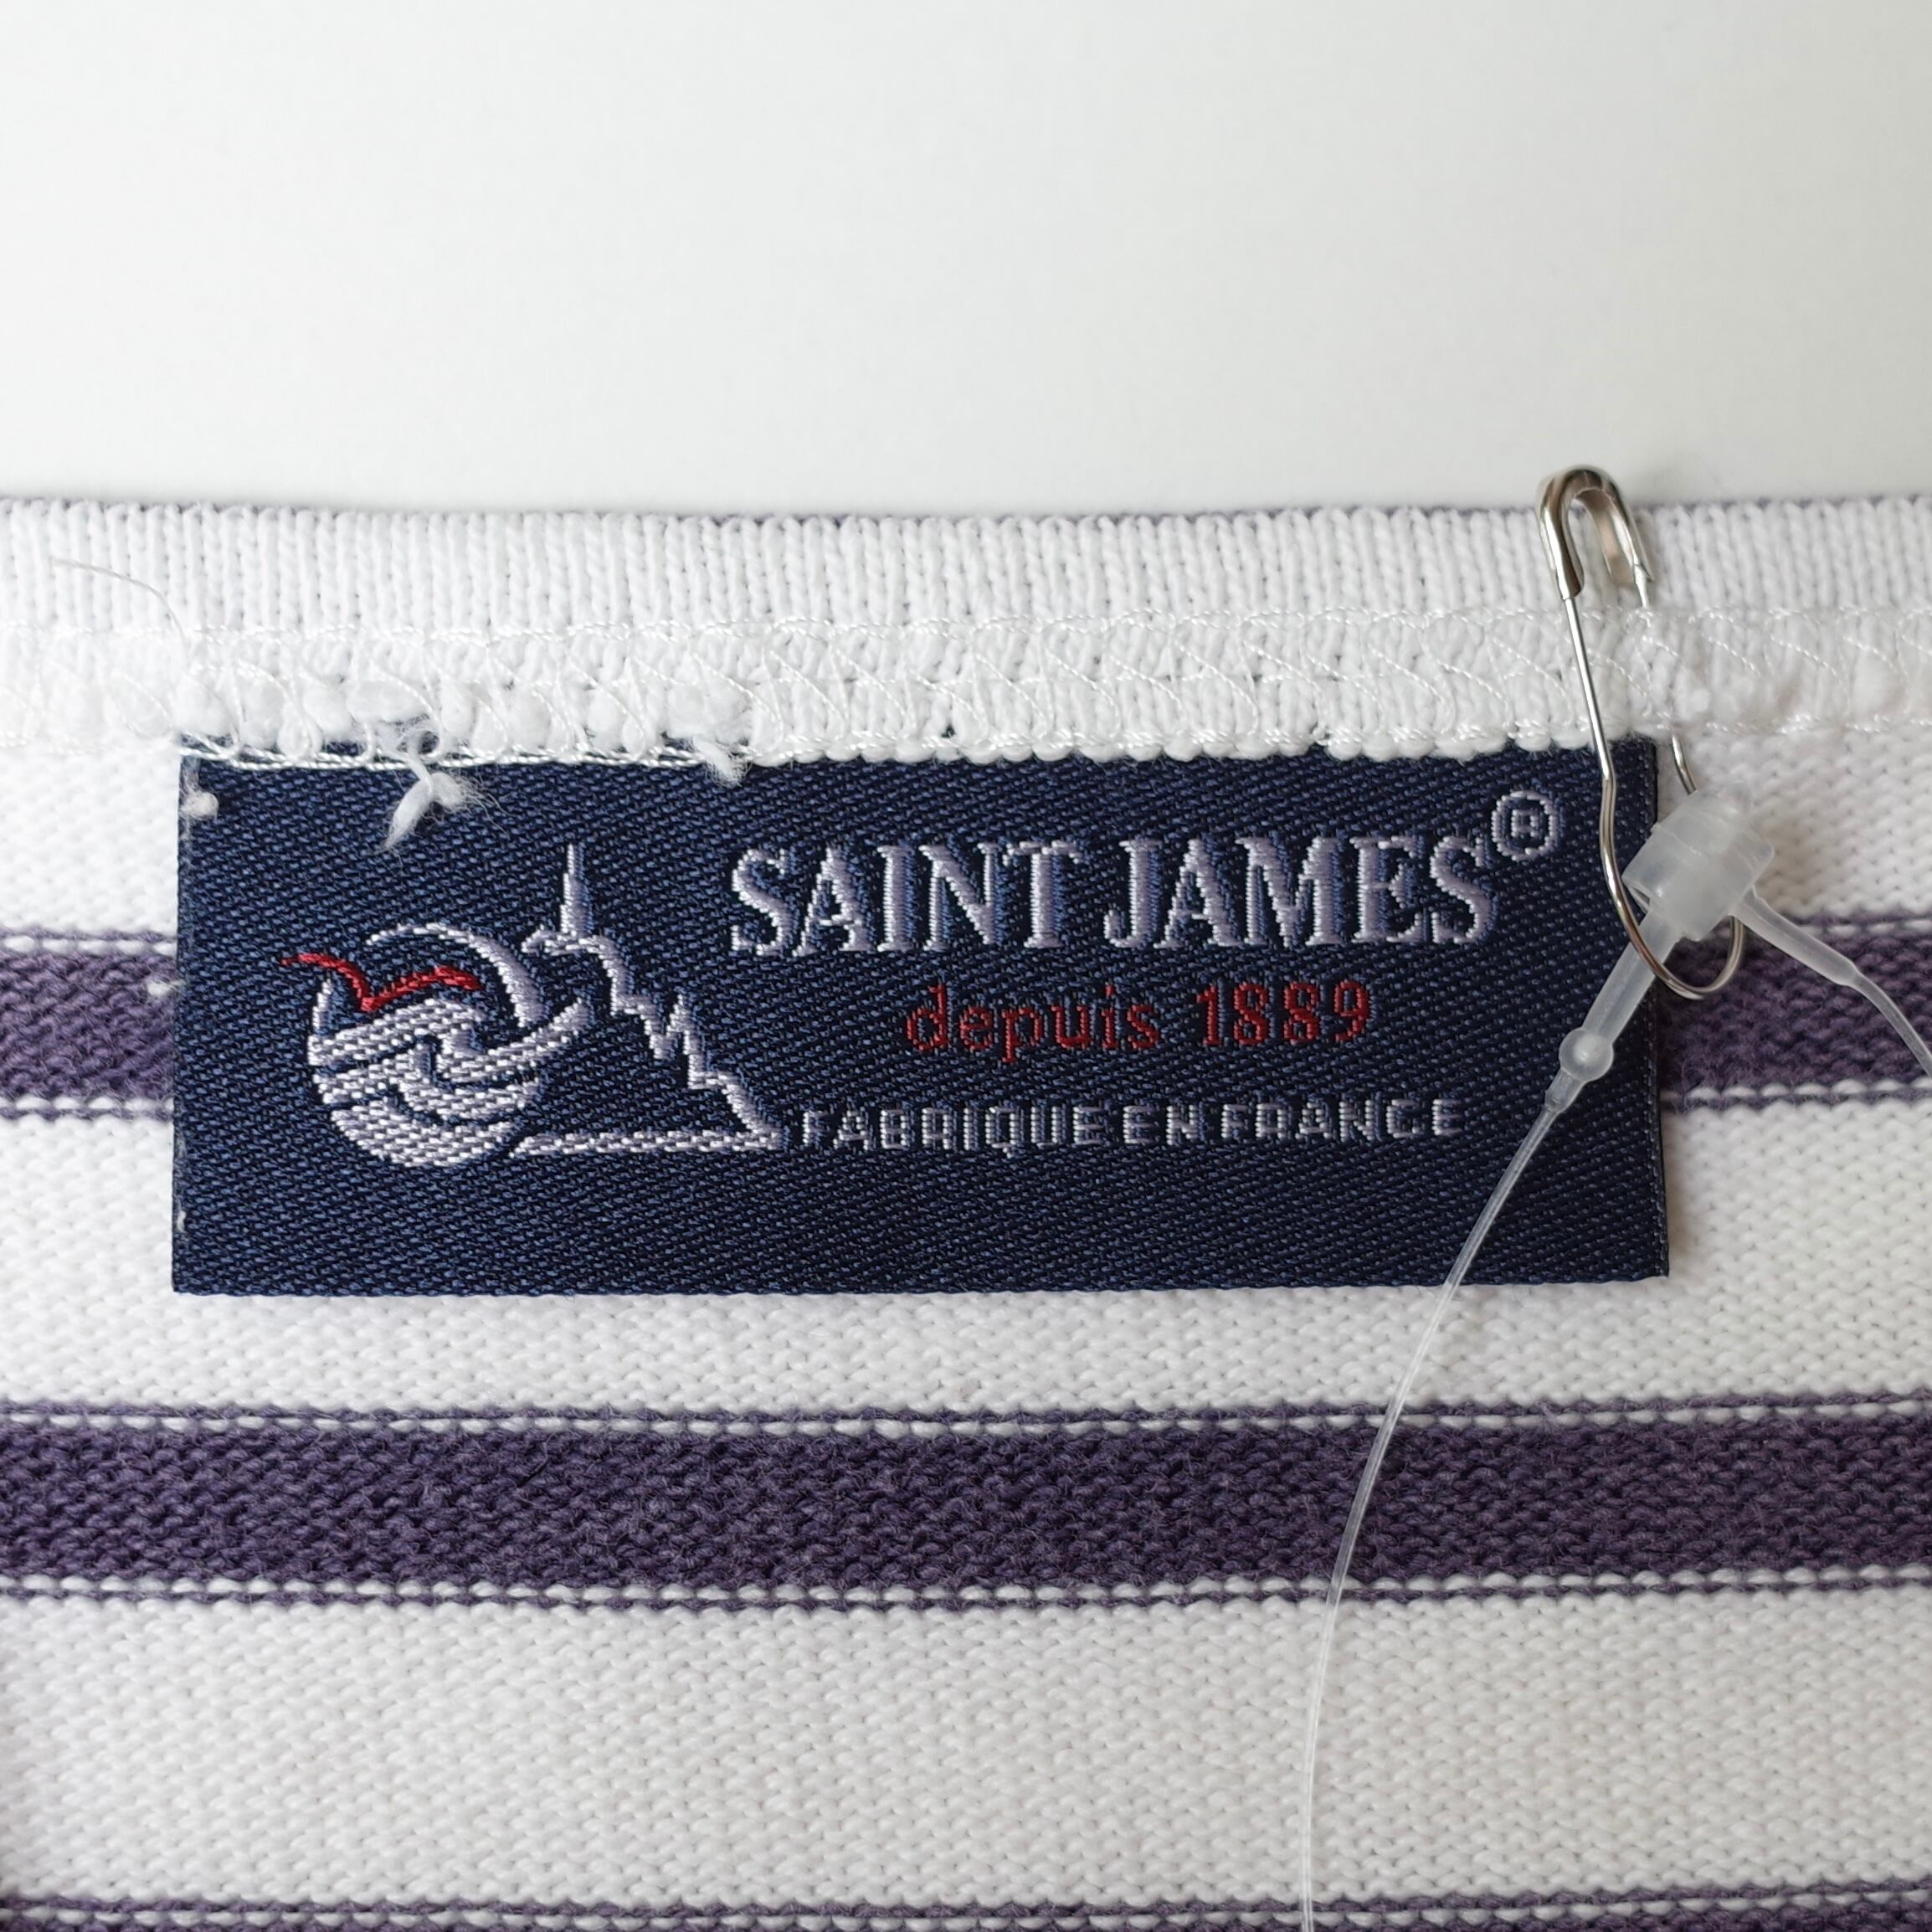 SAINT JAMES®
depuis 1889
FABRIQUE EN FRANCE